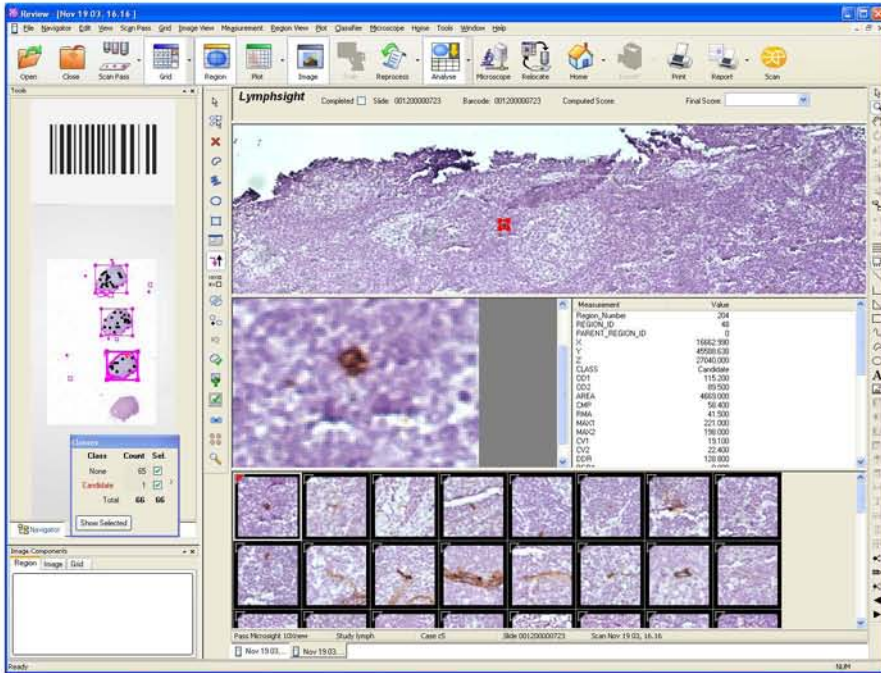 Review - [Nov 19 03, 16.16 ]
File Navigator Edit View Scan Pass Grid Image View Measurement Region View Plot Classifier Microscope Home Tools Window Help
Open Close Scan Pass Grid Region Plot Image Reprocess Analyse Microscope Relocate Home Print Report Scan
Tools
Lymphsight Completed Slide: 001200000723 Barcode: 001200000723 Computed Score: Final Score:
Measurement Value
Region_Number 204
REGION_ID 48
PARENT_REGION_ID 0
X 16662.990
Y 45588.638
Z 27040.000
CLASS Candidate
OD1 115.200
OD2 89.500
AREA 4669.000
CMP 56.400
RMA 41.500
MAX1 221.000
MAX2 198.000
CV1 19.100
CV2 22.400
DDR 128.800
Classes
Class Count Sel.
None 65
Candidate 1
Total 66 66
Show Selected
Navigator
Image Components
Region Image Grid
Pass Microsight 10X\new Study lymph Case c5 Slide 001200000723 Scan Nov 19 03, 16.16
Nov 19 03... Nov 19 03...
Ready NUM